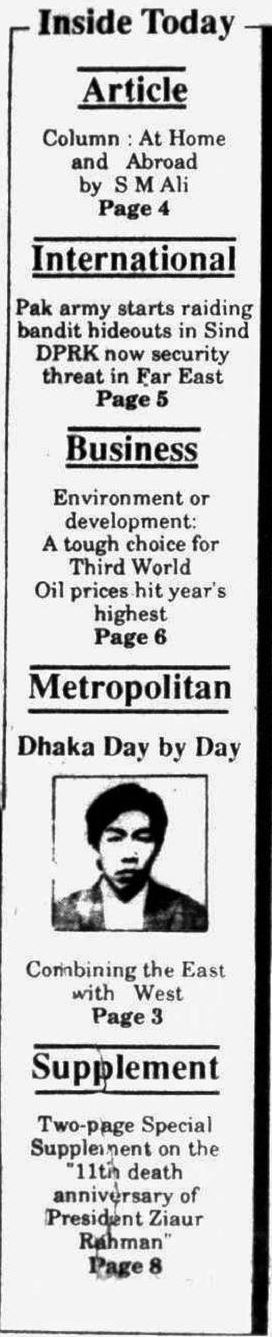 Inside Today
Article
Column : At Home
and Abroad
by S M Ali
Page 4
International
Pak army starts raiding
bandit hideouts in Sind
DPRK now security
threat in Far East
Page 5
Business
Environment or
development:
A tough choice for
Third World
Oil prices hit year's
highest
Page 6
Metropolitan
Dhaka Day by Day
Combining the East
with West
Page 3
Supplement
Two-page Special
Supplement on the
"11th death
anniversary of
President Ziaur
Rahman"
Page 8